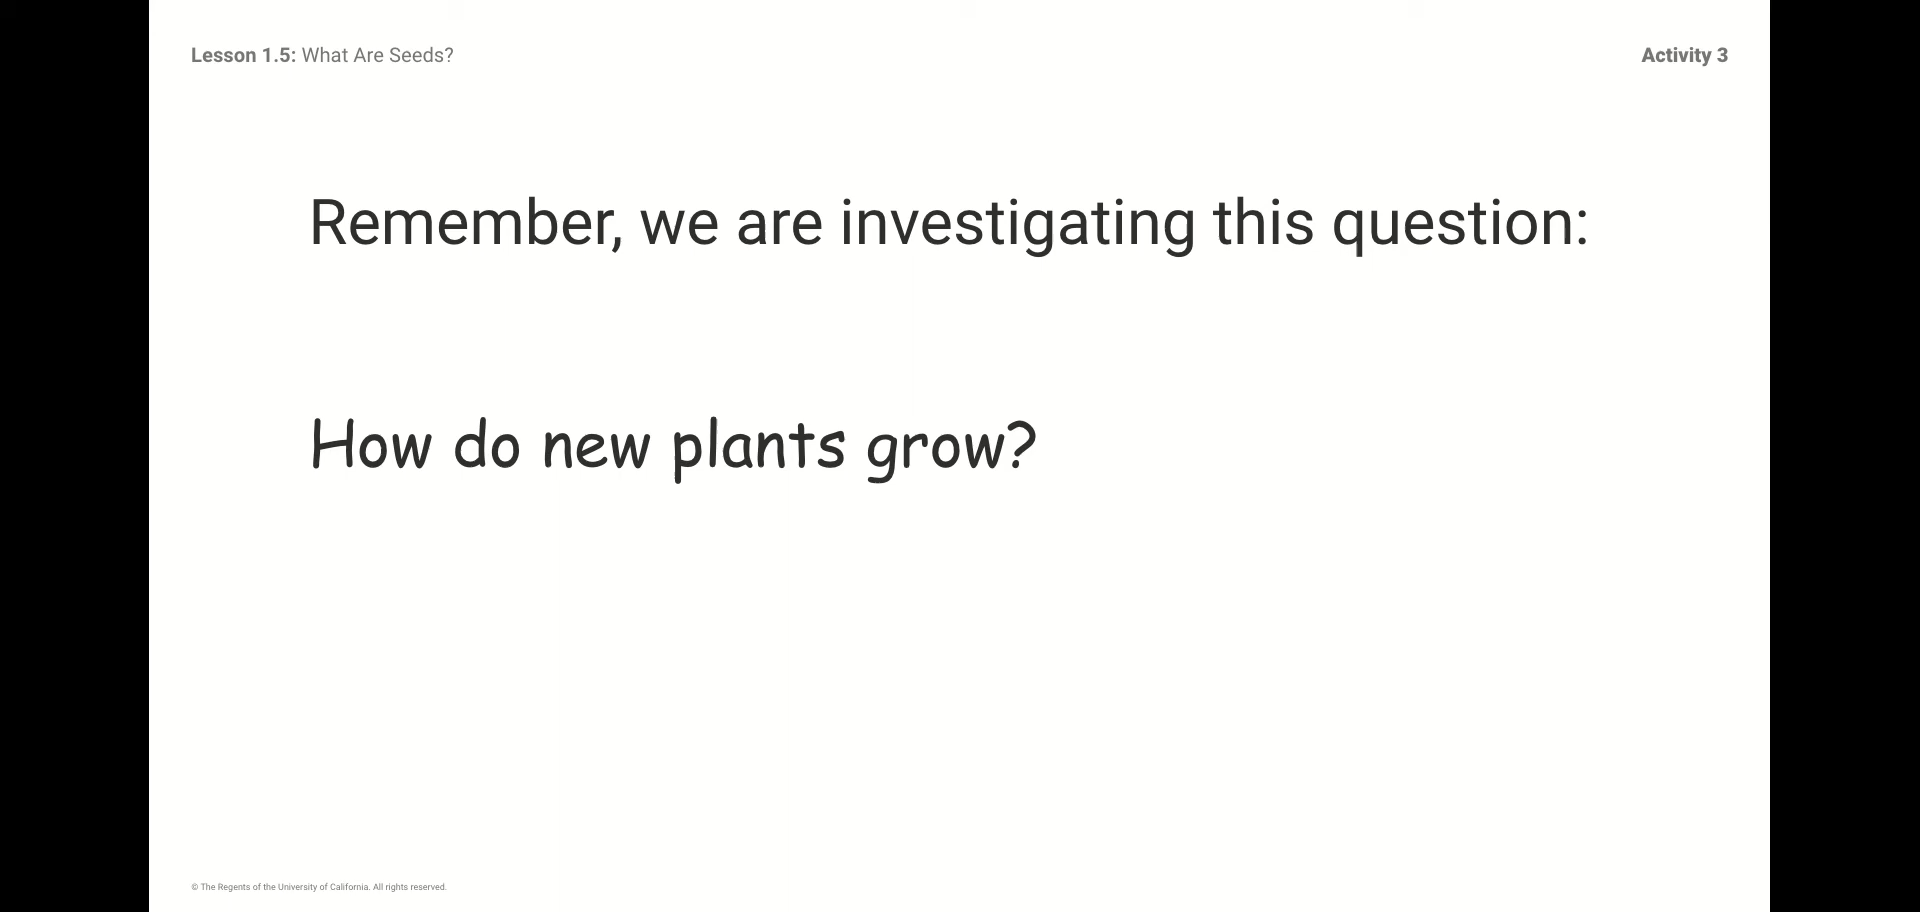 Lesson 1.5: What Are Seeds?
Activity 3
Remember, we are investigating this question:
How do new plants grow?
© The Regents of the University of California. All rights reserved.